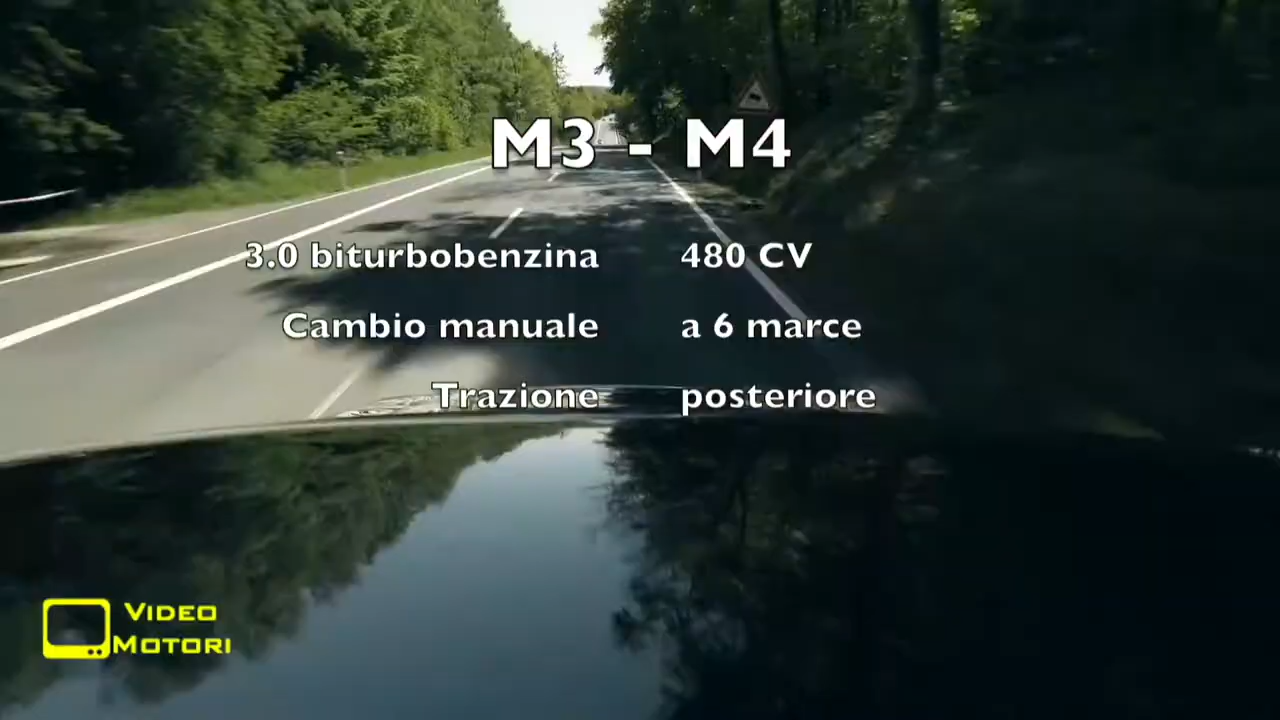 M3 - M4
3.0 biturbobenzina 480 CV
Cambio manuale a 6 marce
Trazione posteriore
VIDEO
MOTORI